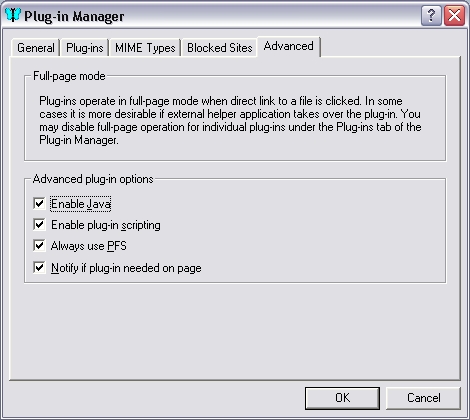 Plug-in Manager
General Plug-ins MIME Types Blocked Sites Advanced
Full-page mode
Plug-ins operate in full-page mode when direct link to a file is clicked. In some
cases it is more desirable if external helper application takes over the plug-in. You
may disable full-page operation for individual plug-ins under the Plug-ins tab of the
Plug-in Manager.
Advanced plug-in options
Enable Java
Enable plug-in scripting
Always use PFS
Notify if plug-in needed on page
OK Cancel